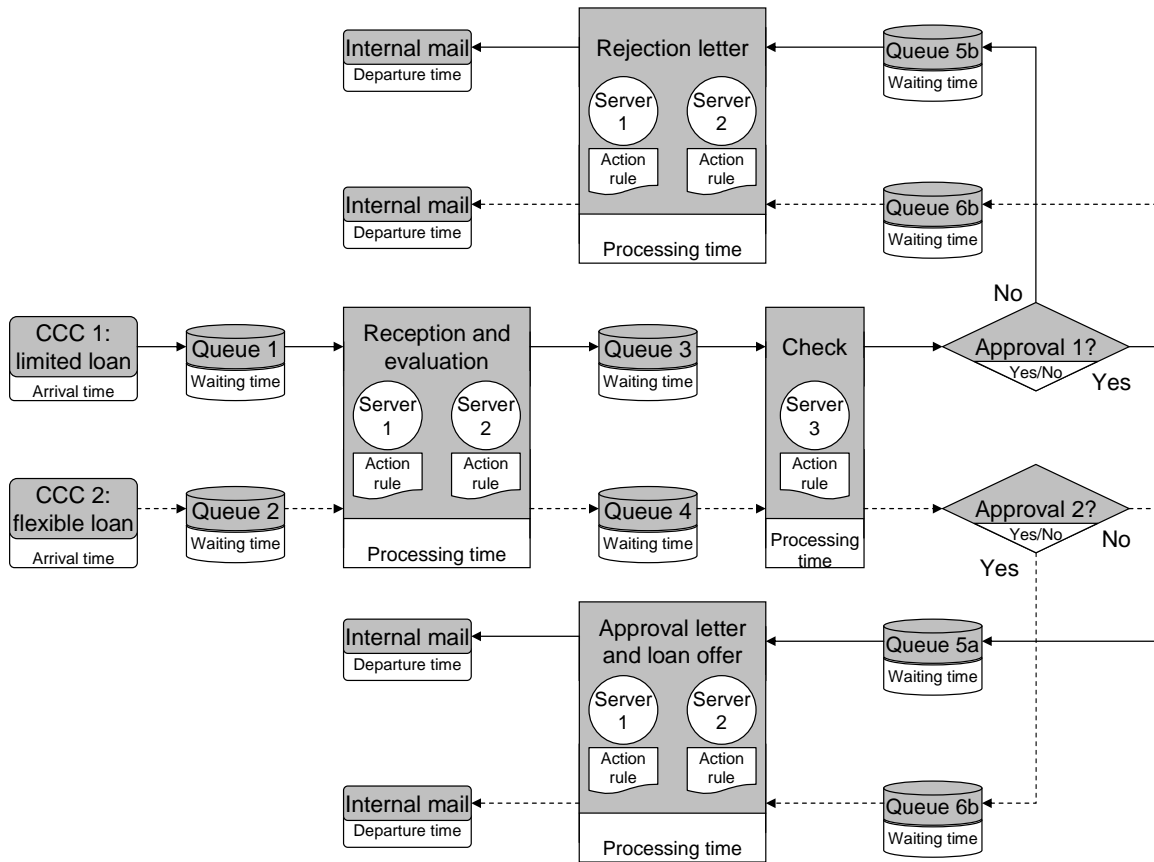 Internal mail
Departure time
Rejection letter
Server
1
Server
2
Action
rule
Action
rule
Processing time
Queue 5b
Waiting time
Internal mail
Departure time
Queue 6b
Waiting time
CCC 1:
limited loan
Arrival time
Queue 1
Waiting time
Reception and
evaluation
Server
1
Server
2
Action
rule
Action
rule
Processing time
Queue 3
Waiting time
Check
Server
3
Action
rule
Processing
time
No
Approval 1?
Yes/No
Yes
CCC 2:
flexible loan
Arrival time
Queue 2
Waiting time
Queue 4
Waiting time
Approval 2?
Yes/No
No
Yes
Internal mail
Departure time
Approval letter
and loan offer
Server
1
Server
2
Action
rule
Action
rule
Processing time
Queue 5a
Waiting time
Internal mail
Departure time
Queue 6b
Waiting time